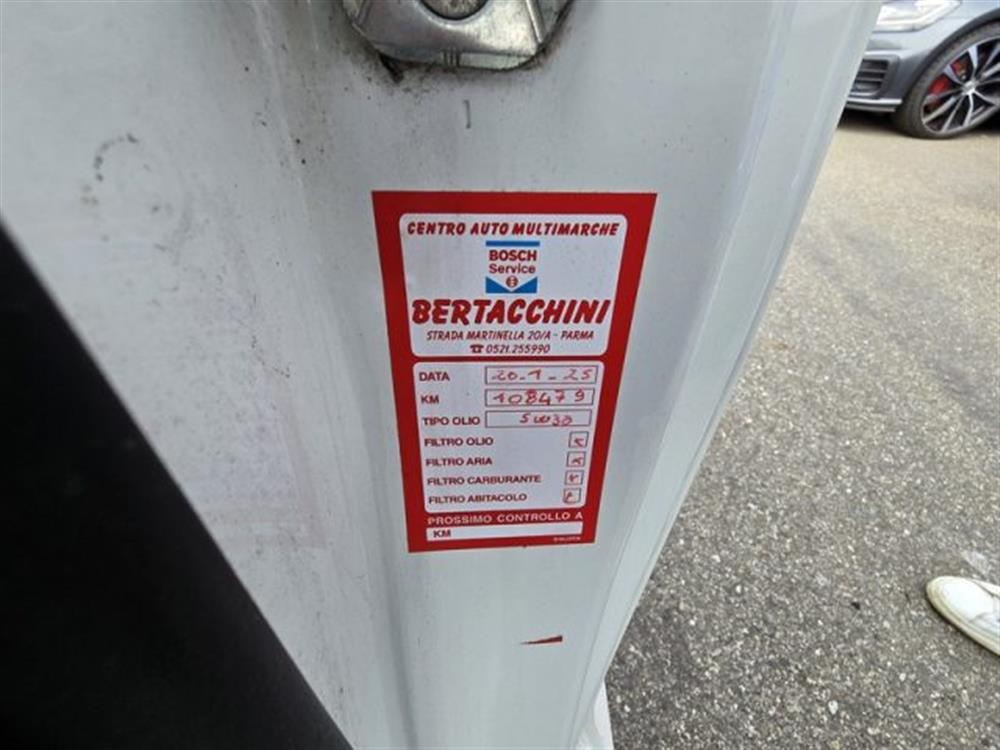 CENTRO AUTO MULTIMARCHE
BOSCH
Service
BERTACCHINI
STRADA MARTINELLA 20/A - PARMA
☎ 0521.255990
DATA 20-1-25
KM 108479
TIPO OLIO 5W30
FILTRO OLIO
FILTRO ARIA
FILTRO CARBURANTE
FILTRO ABITACOLO
PROSSIMO CONTROLLO A
KM